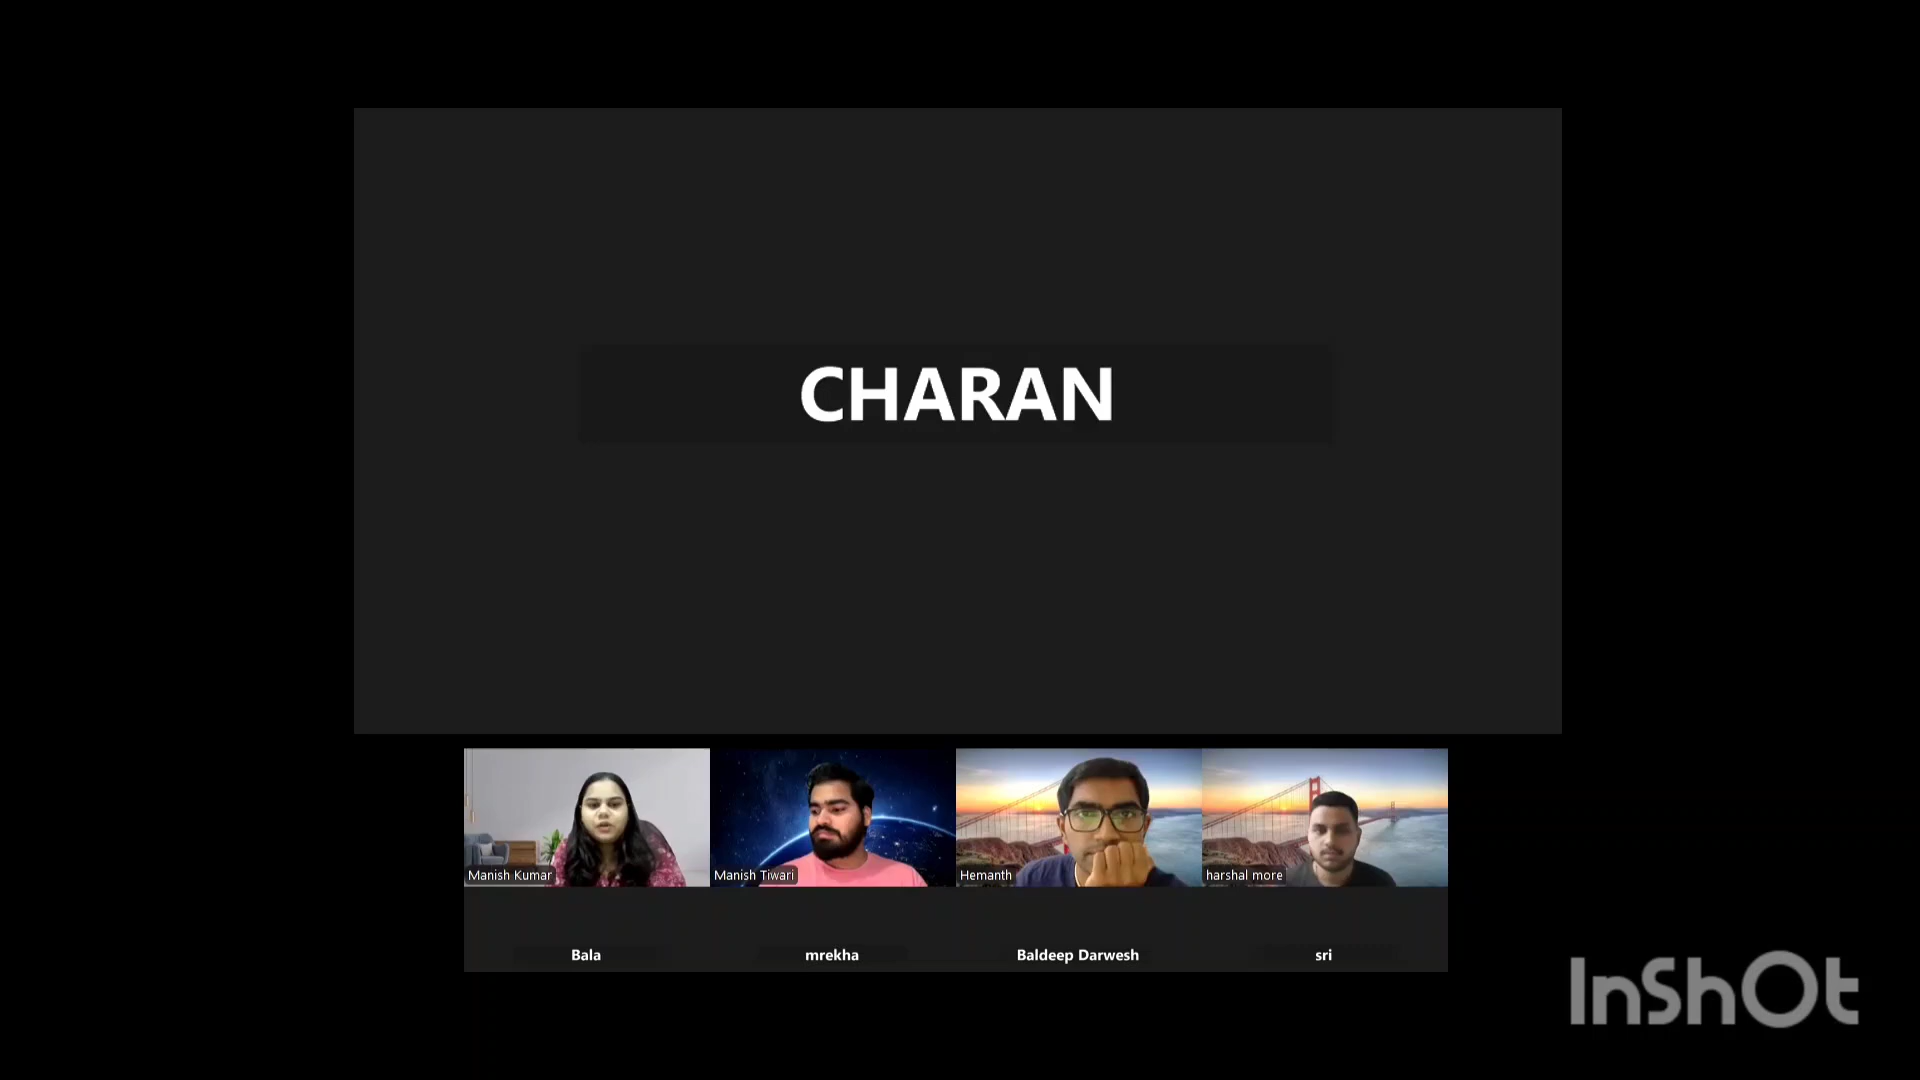 CHARAN
Manish Kumar
Manish Tiwari
Hemanth
harshal more
Bala
mrekha
Baldeep Darwesh
sri
InShOt